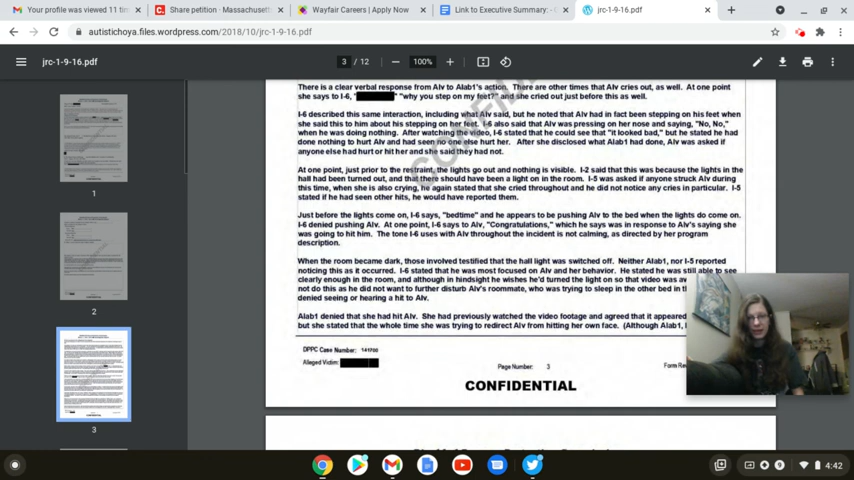 Your profile was viewed 11 tim
Share petition · Massachusett
Wayfair Careers | Apply Now
Link to Executive Summary: - G
jrc-1-9-16.pdf
autistichoya.files.wordpress.com/2018/10/jrc-1-9-16.pdf
jrc-1-9-16.pdf
3 / 12
100%
There is a clear verbal response from Alv to Alab1's action. There are other times that Alv cries out, as well. At one point
she says to I-6, " " "why you step on my feet?" and she cried out just before this as well.
I-6 described this same interaction, including what Alv said, but he noted that Alv had in fact been stepping on his feet when
she said this to him about his stepping on her feet. I-6 also said that Alv was pressing on her nose and saying, "No, No,"
when he was doing nothing. After watching the video, I-6 stated that he could see that "it looked bad," but he stated he had
done nothing to hurt Alv and had seen no one else hurt her. After she disclosed what Alab1 had done, Alv was asked if
anyone else had hurt or hit her and she said they had not.
At one point, just prior to the restraint, the lights go out and nothing is visible. I-2 said that this was because the lights in the
hall had been turned out, and that there should have been a light on in the room. I-5 was asked if anyone struck Alv during
this time, when she is also crying, he again stated that she cried throughout and he did not notice any cries in particular. I-5
stated if he had seen other hits, he would have reported them.
Just before the lights come on, I-6 says, "bedtime" and he appears to be pushing Alv to the bed when the lights do come on.
I-6 denied pushing Alv. At one point, I-6 says to Alv, "Congratulations," which he says was in response to Alv's saying she
was going to hit him. The tone I-6 uses with Alv throughout the incident is not calming, as directed by her program
description.
When the room became dark, those involved testified that the hall light was switched off. Neither Alab1, nor I-5 reported
noticing this as it occurred. I-6 stated that he was most focused on Alv and her behavior. He stated he was still able to see
clearly enough in the room, and although in hindsight he wishes he'd turned the light on so that video was av
not do this as he did not want to further disturb Alv's roommate, who was trying to sleep in the other bed in th
denied seeing or hearing a hit to Alv.
Alab1 denied that she had hit Alv. She had previously watched the video footage and agreed that it appeared
but she stated that the whole time she was trying to redirect Alv from hitting her own face. (Although Alab1, I
DPPC Case Number: 141700
Alleged Victim:
Page Number: 3
Form Re
CONFIDENTIAL
1
2
3
4:42